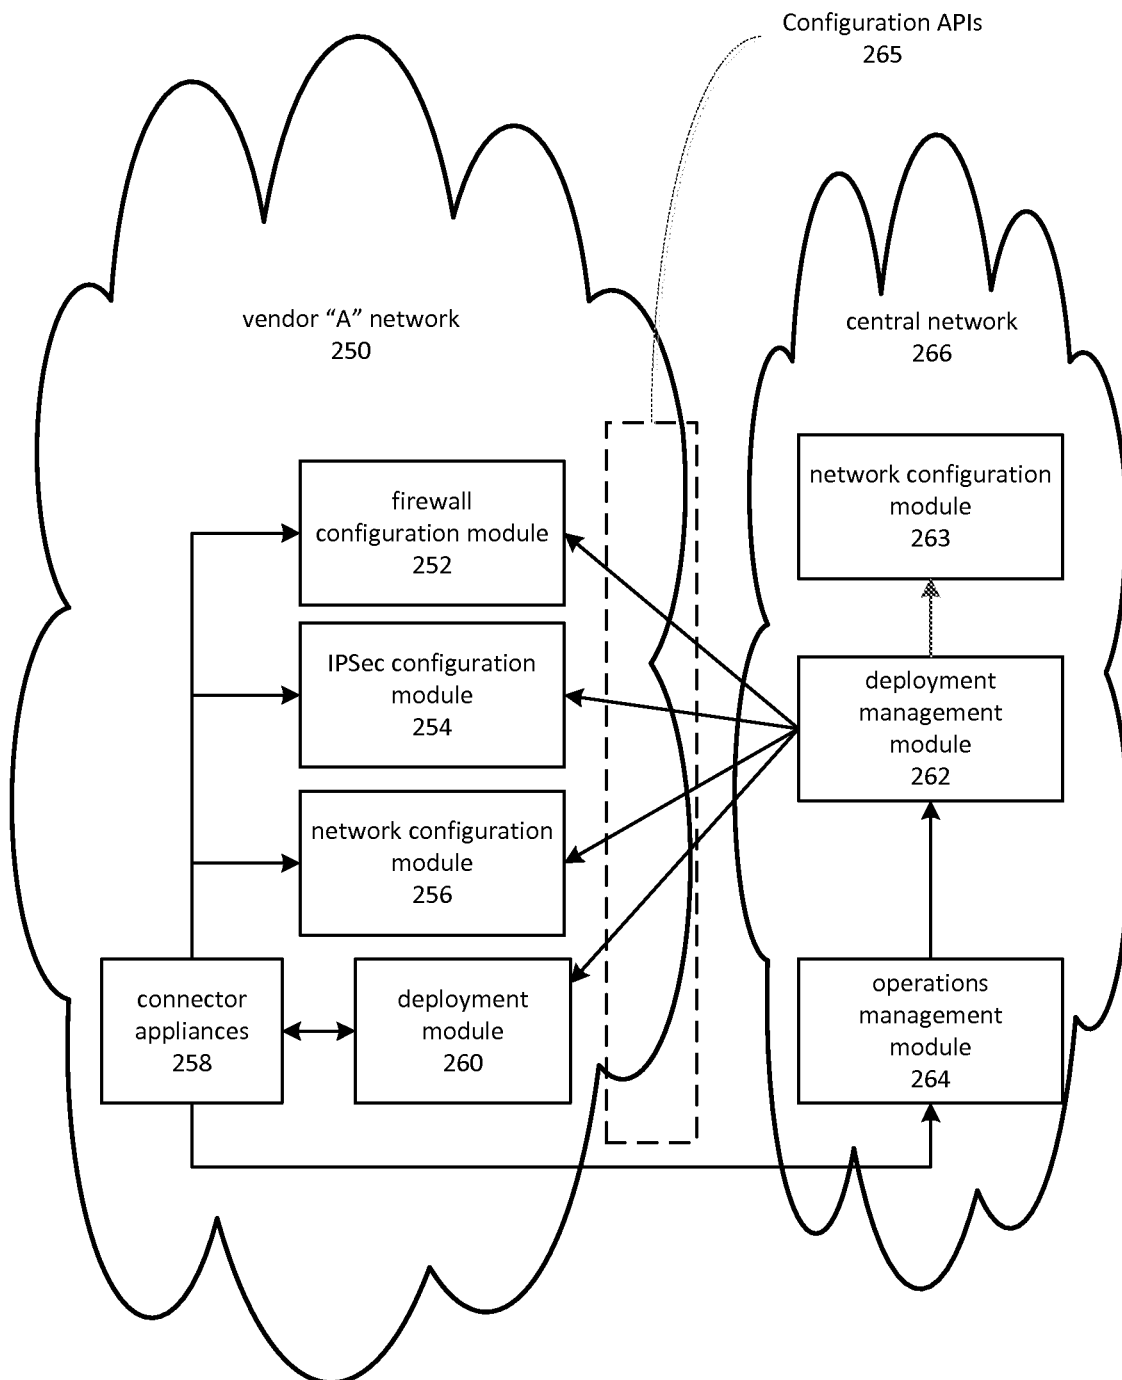 Configuration APIs
265
vendor “A” network
250
central network
266
firewall
configuration module
252
IPSec configuration
module
254
network configuration
module
256
connector
appliances
258
deployment
module
260
network configuration
module
263
deployment
management
module
262
operations
management
module
264